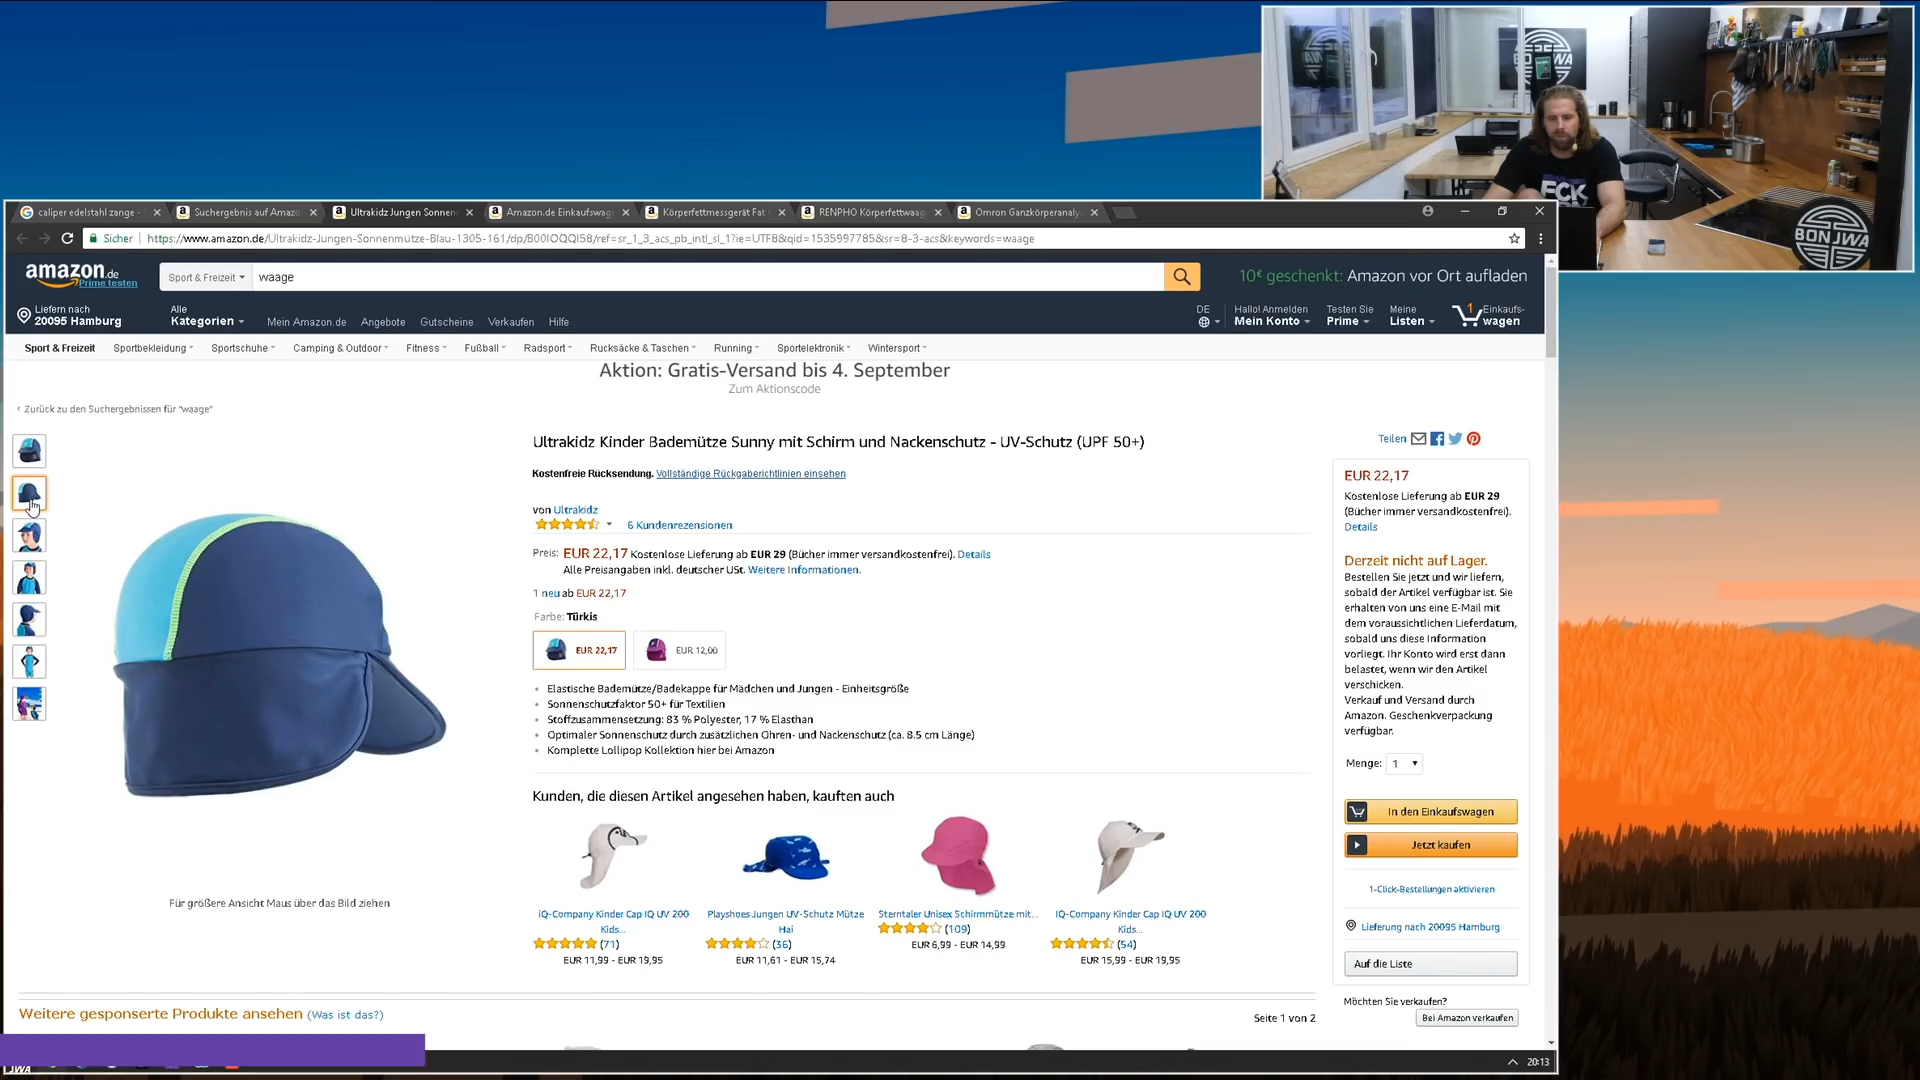 BONJWA
FCK
BONJWA
caliper edelstahl zange -
Suchergebnis auf Amazo
Ultrakidz Jungen Sonnen
Amazon.de Einkaufswag
Körperfettmessgerät Fat
RENPHO Körperfettwaag
Omron Ganzkörperanaly
Sicher
https://www.amazon.de/Ultrakidz-Jungen-Sonnenmütze-Blau-1305-161/dp/B00IOQQI58/ref=sr_1_3_acs_pb_intl_sl_1?ie=UTF8&qid=1535997785&sr=8-3-acs&keywords=waage
amazon.de
Prime testen
Sport & Freizeit
waage
10€ geschenkt: Amazon vor Ort aufladen
Liefern nach
20095 Hamburg
Alle
Kategorien
Mein Amazon.de
Angebote
Gutscheine
Verkaufen
Hilfe
DE
Hallo! Anmelden
Mein Konto
Testen Sie
Prime
Meine
Listen
1
Einkaufs-
wagen
Sport & Freizeit
Sportbekleidung
Sportschuhe
Camping & Outdoor
Fitness
Fußball
Radsport
Rucksäcke & Taschen
Running
Sportelektronik
Wintersport
Aktion: Gratis-Versand bis 4. September
Zum Aktionscode
‹ Zurück zu den Suchergebnissen für "waage"
Ultrakidz Kinder Bademütze Sunny mit Schirm und Nackenschutz - UV-Schutz (UPF 50+)
Kostenfreie Rücksendung. Vollständige Rückgaberichtlinien einsehen
von Ultrakidz
6 Kundenrezensionen
Preis: EUR 22,17 Kostenlose Lieferung ab EUR 29 (Bücher immer versandkostenfrei). Details
Alle Preisangaben inkl. deutscher USt. Weitere Informationen.
1 neu ab EUR 22,17
Farbe: Türkis
EUR 22,17
EUR 12,00
Elastische Bademütze/Badekappe für Mädchen und Jungen - Einheitsgröße
Sonnenschutzfaktor 50+ für Textilien
Stoffzusammensetzung: 83 % Polyester, 17 % Elasthan
Optimaler Sonnenschutz durch zusätzlichen Ohren- und Nackenschutz (ca. 8.5 cm Länge)
Komplette Lollipop Kollektion hier bei Amazon
Für größere Ansicht Maus über das Bild ziehen
Kunden, die diesen Artikel angesehen haben, kauften auch
iQ-Company Kinder Cap IQ UV 200
Kids...
(71)
EUR 11,99 - EUR 19,95
Playshoes Jungen UV-Schutz Mütze
Hai
(36)
EUR 11,61 - EUR 15,74
Sterntaler Unisex Schirmmütze mit...
(109)
EUR 6,99 - EUR 14,99
IQ-Company Kinder Cap IQ UV 200
Kids...
(54)
EUR 15,99 - EUR 19,95
Teilen
EUR 22,17
Kostenlose Lieferung ab EUR 29
(Bücher immer versandkostenfrei).
Details
Derzeit nicht auf Lager.
Bestellen Sie jetzt und wir liefern,
sobald der Artikel verfügbar ist. Sie
erhalten von uns eine E-Mail mit
dem voraussichtlichen Lieferdatum,
sobald uns diese Information
vorliegt. Ihr Konto wird erst dann
belastet, wenn wir den Artikel
verschicken.
Verkauf und Versand durch
Amazon. Geschenkverpackung
verfügbar.
Menge: 1
In den Einkaufswagen
Jetzt kaufen
1-Click-Bestellungen aktivieren
Lieferung nach 20095 Hamburg
Auf die Liste
Möchten Sie verkaufen?
Bei Amazon verkaufen
Weitere gesponserte Produkte ansehen (Was ist das?)
Seite 1 von 2
20:13